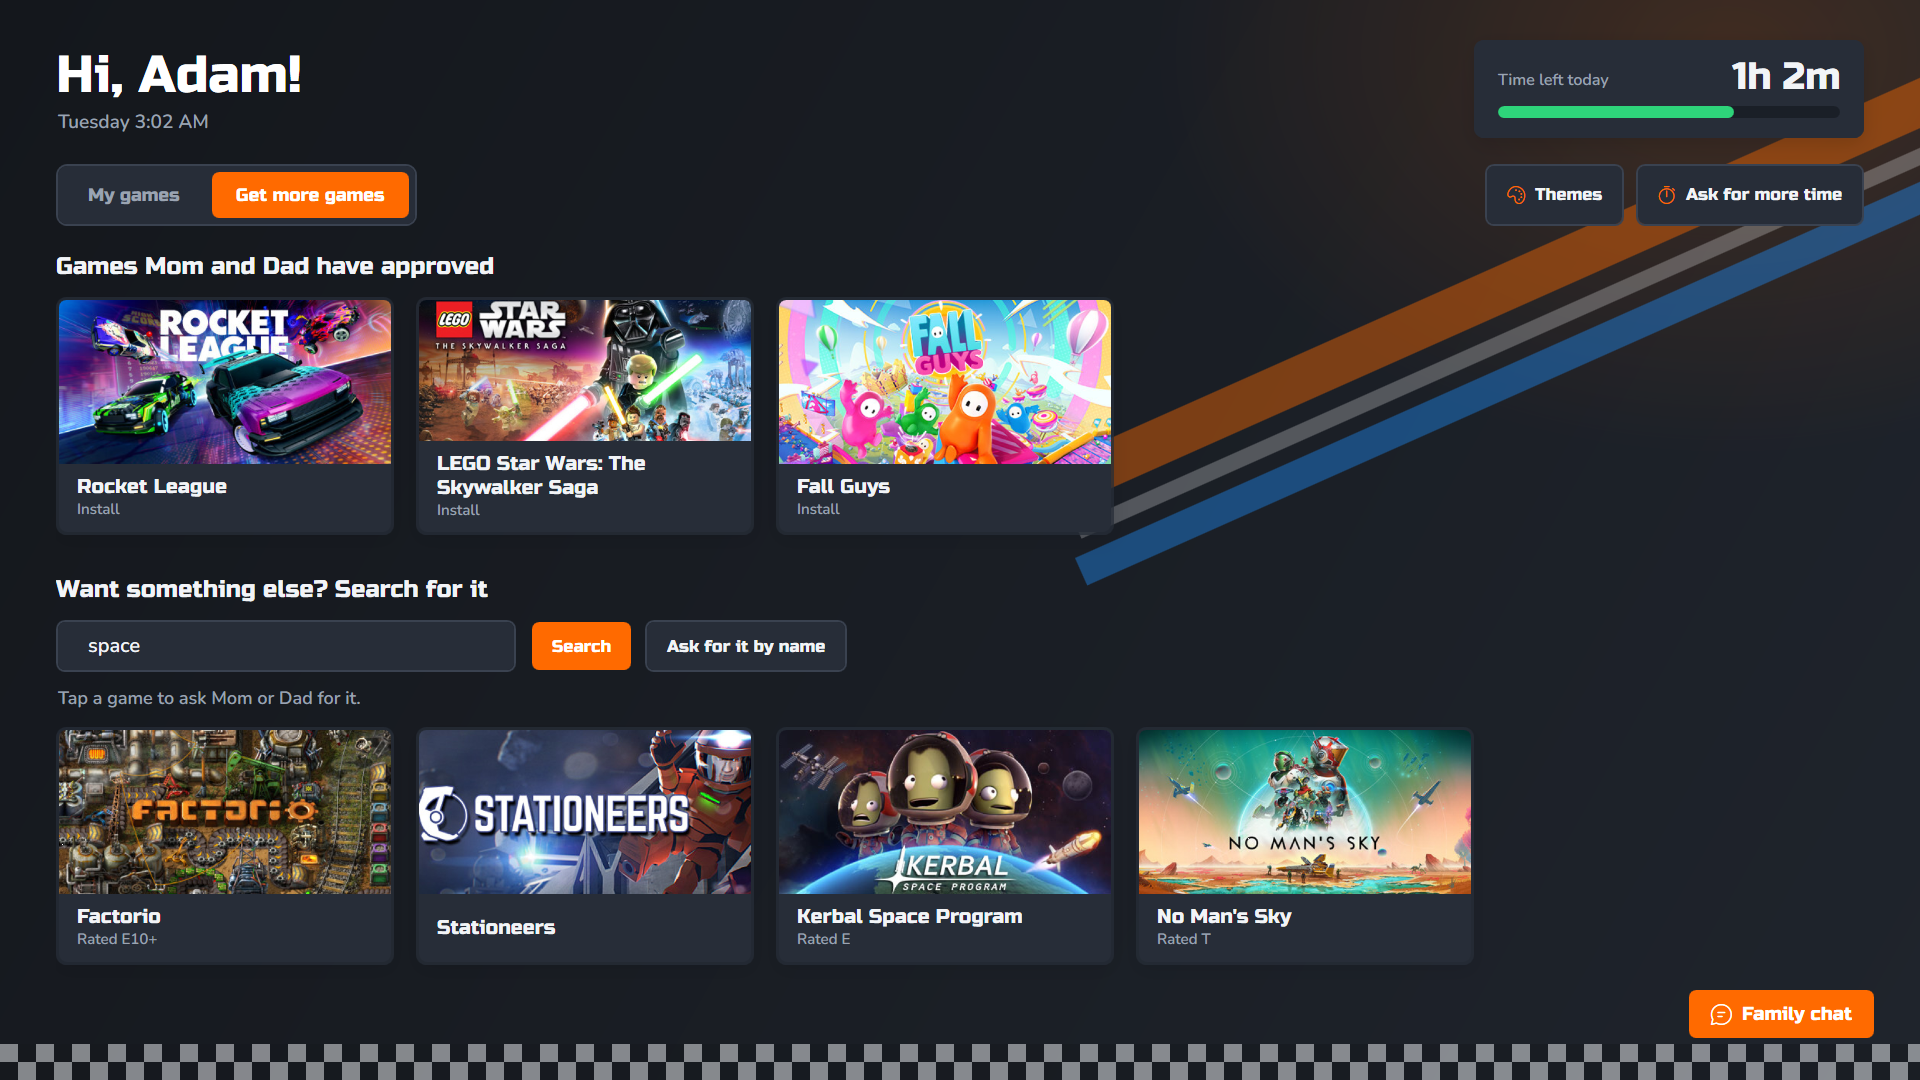 Hi, Adam!
Tuesday 3:02 AM
Time left today
1h 2m
My games
Get more games
Themes
Ask for more time
Games Mom and Dad have approved
ROCKET
LEAGUE
Rocket League
Install
LEGO
STAR
WARS
THE SKYWALKER SAGA
LEGO Star Wars: The
Skywalker Saga
Install
FALL
GUYS
Fall Guys
Install
Want something else? Search for it
space
Search
Ask for it by name
Tap a game to ask Mom or Dad for it.
FACTORIO
Factorio
Rated E10+
STATIONEERS
Stationeers
KERBAL
SPACE PROGRAM
Kerbal Space Program
Rated E
NO MAN'S SKY
No Man's Sky
Rated T
Family chat